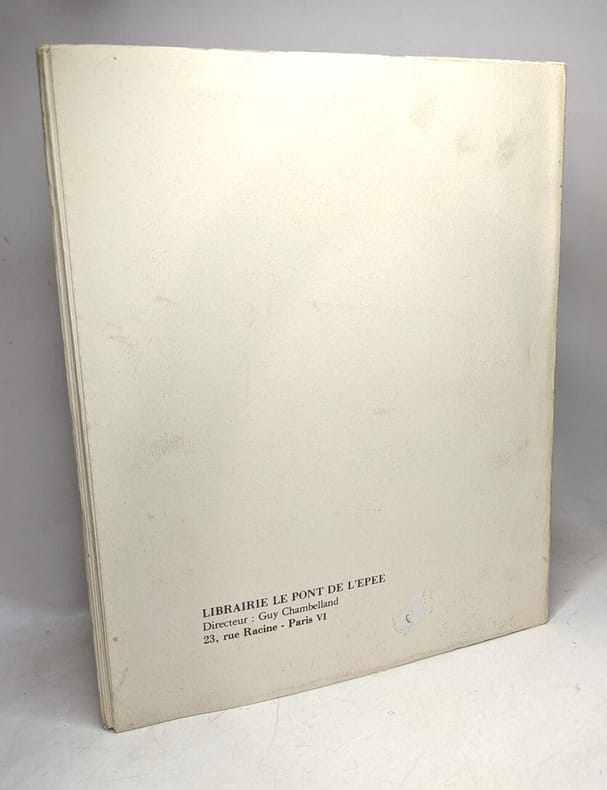 LIBRAIRIE LE PONT DE L'EPEE
Directeur : Guy Chambelland
23, rue Racine - Paris VI